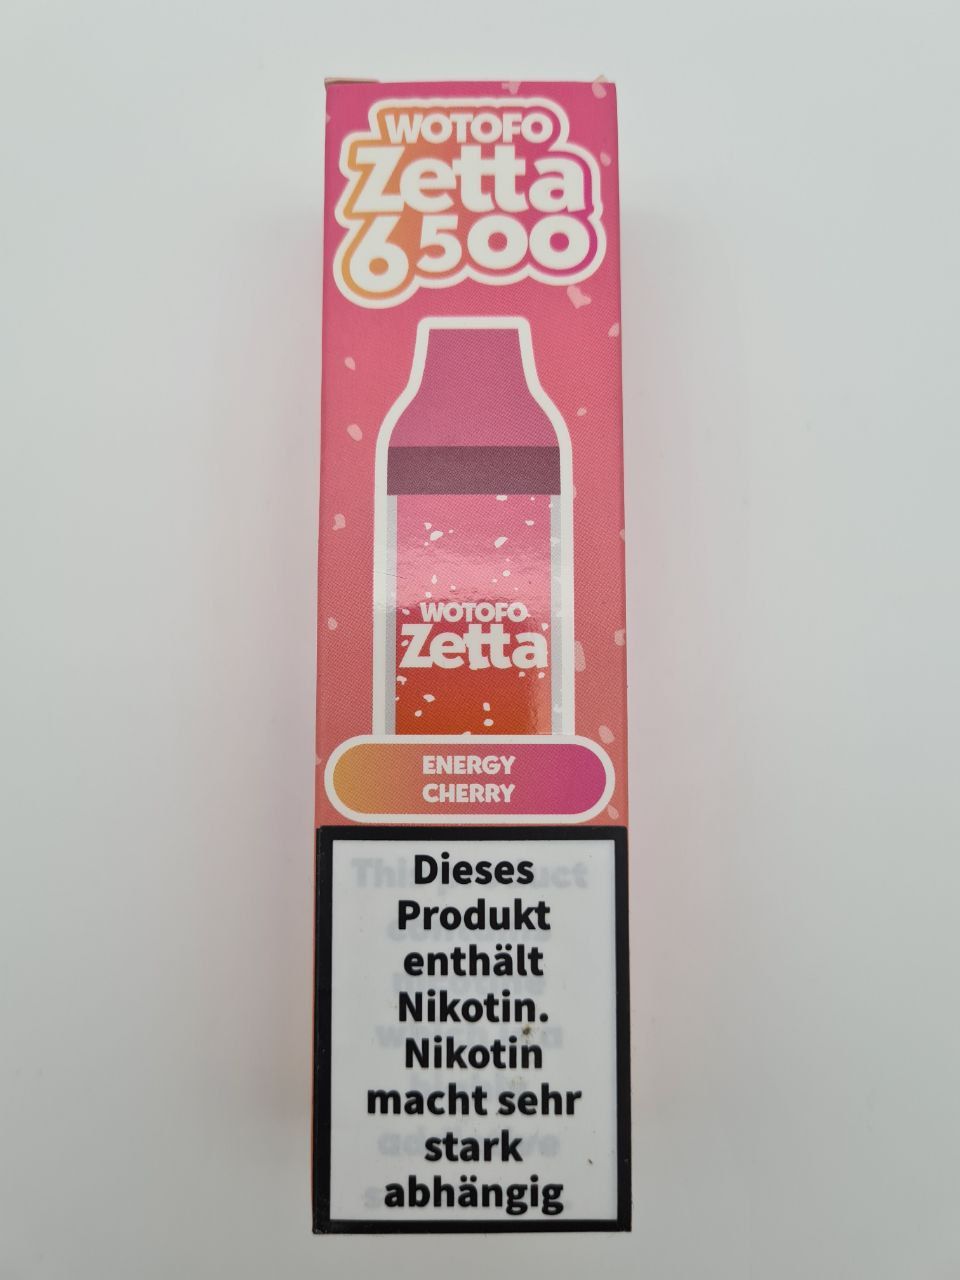 WOTOFO
Zetta
6500
WOTOFO
Zetta
ENERGY
CHERRY
Dieses
Produkt
enthält
Nikotin.
Nikotin
macht sehr
stark
abhängig